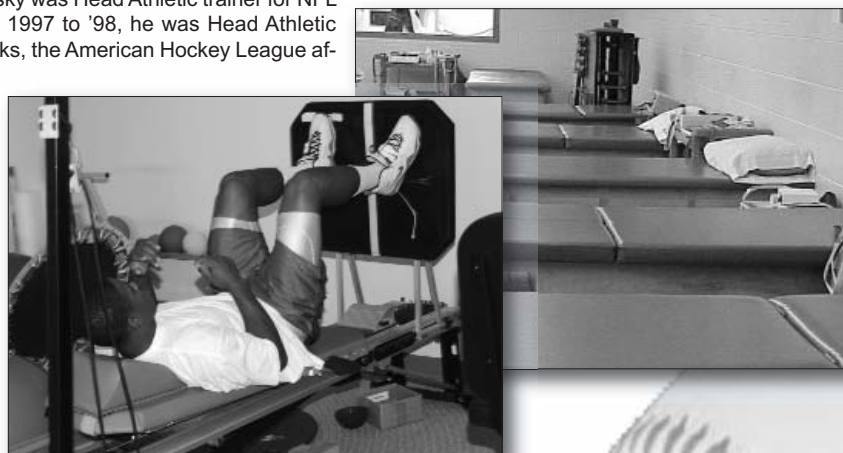 sky was Head Athletic trainer for NFL
1997 to ’98, he was Head Athletic
ks, the American Hockey League af-